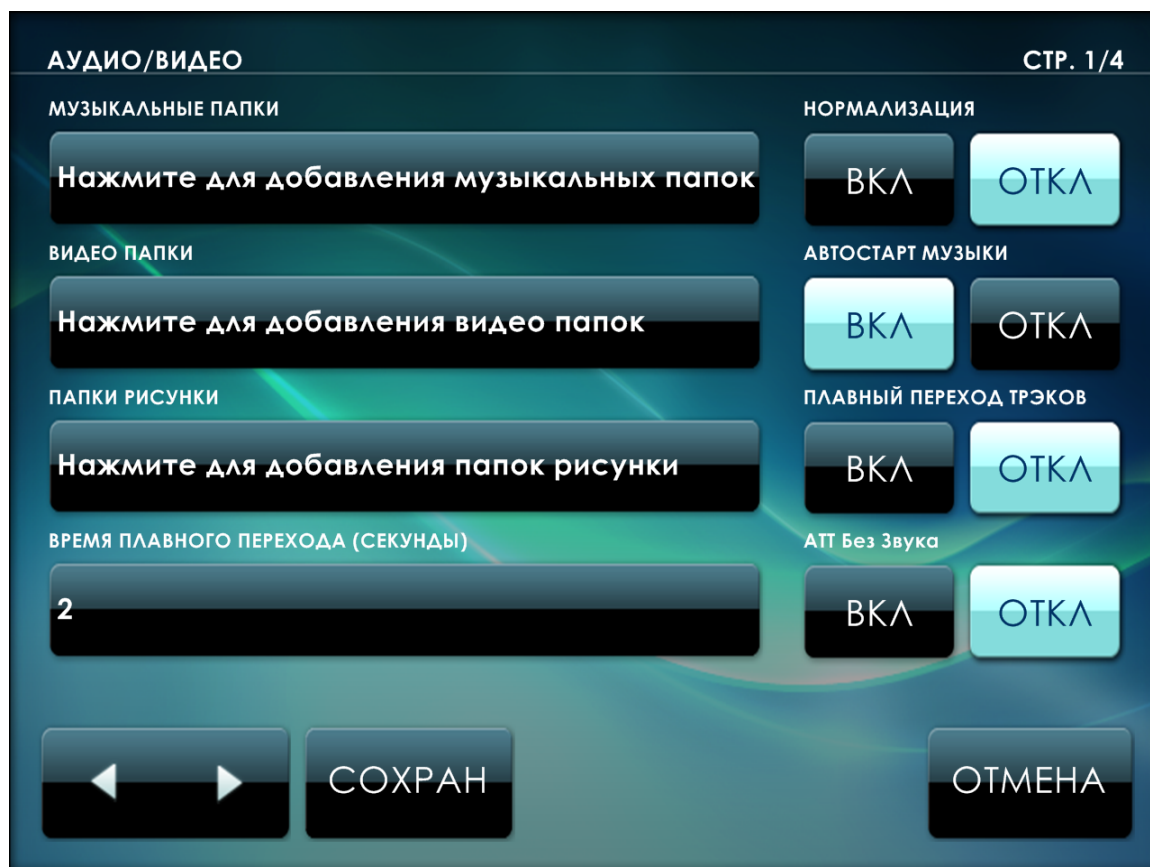 АУДИО/ВИДЕО
СТР. 1/4
МУЗЫКАЛЬНЫЕ ПАПКИ
НОРМАЛИЗАЦИЯ
Нажмите для добавления музыкальных папок
ВКЛ
ОТКЛ
ВИДЕО ПАПКИ
АВТОСТАРТ МУЗЫКИ
Нажмите для добавления видео папок
ВКЛ
ОТКЛ
ПАПКИ РИСУНКИ
ПЛАВНЫЙ ПЕРЕХОД ТРЭКОВ
Нажмите для добавления папок рисунки
ВКЛ
ОТКЛ
ВРЕМЯ ПЛАВНОГО ПЕРЕХОДА (СЕКУНДЫ)
АТТ Без Звука
2
ВКЛ
ОТКЛ
СОХРАН
ОТМЕНА